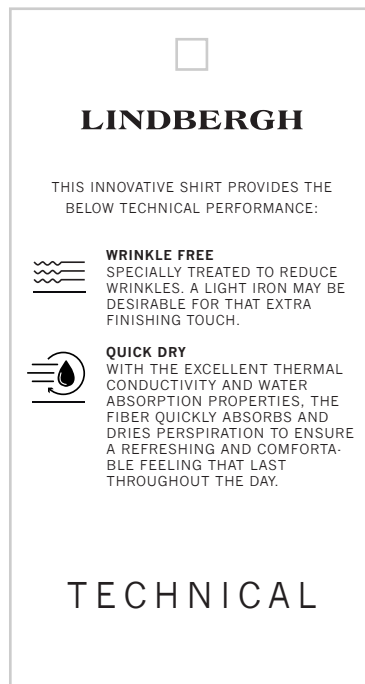 LINDBERGH
THIS INNOVATIVE SHIRT PROVIDES THE
BELOW TECHNICAL PERFORMANCE:
WRINKLE FREE
SPECIALLY TREATED TO REDUCE
WRINKLES. A LIGHT IRON MAY BE
DESIRABLE FOR THAT EXTRA
FINISHING TOUCH.
QUICK DRY
WITH THE EXCELLENT THERMAL
CONDUCTIVITY AND WATER
ABSORPTION PROPERTIES, THE
FIBER QUICKLY ABSORBS AND
DRIES PERSPIRATION TO ENSURE
A REFRESHING AND COMFORTA-
BLE FEELING THAT LAST
THROUGHOUT THE DAY.
TECHNICAL